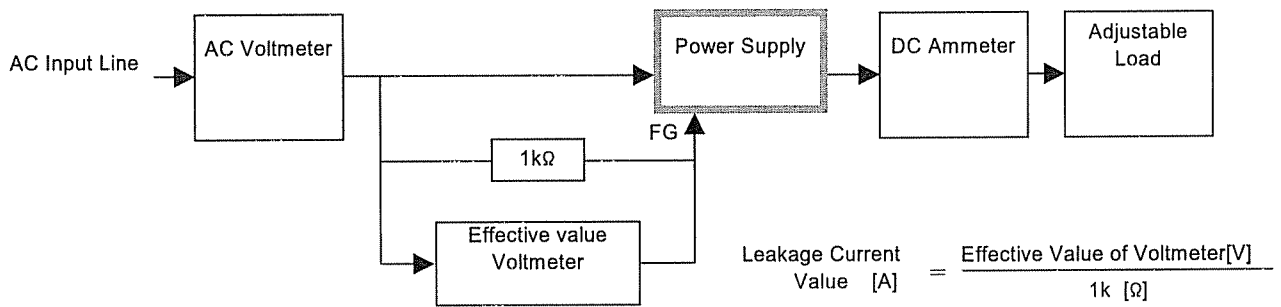 AC Input Line
AC Voltmeter
Power Supply
DC Ammeter
Adjustable
Load
FG
1kΩ
Effective value
Voltmeter
Leakage Current
Value [A]
=
Effective Value of Voltmeter[V]
1k [Ω]